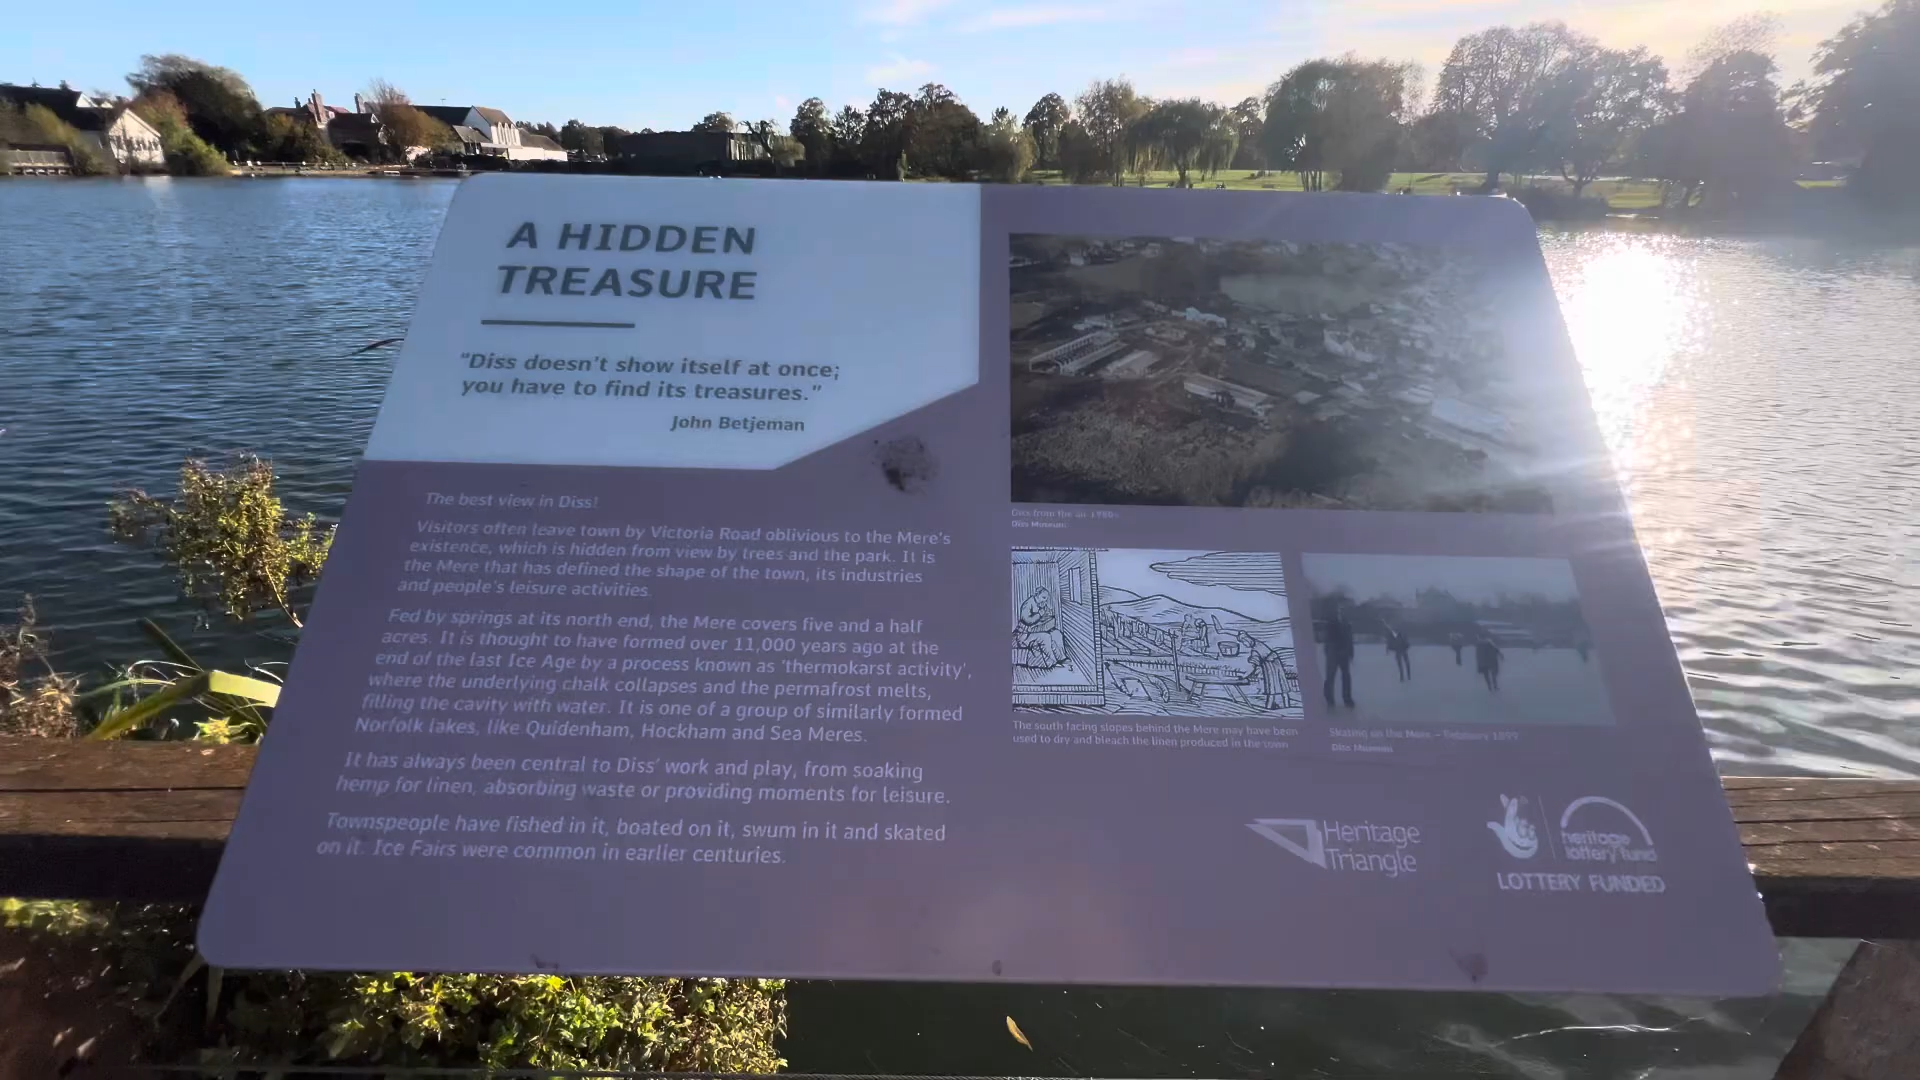 A HIDDEN
TREASURE
"Diss doesn't show itself at once;
you have to find its treasures."
John Betjeman
The best view in Diss!
Visitors often leave town by Victoria Road oblivious to the Mere's
existence, which is hidden from view by trees and the park. It is
the Mere that has defined the shape of the town, its industries
and people's leisure activities.
Fed by springs at its north end, the Mere covers five and a half
acres. It is thought to have formed over 11,000 years ago at the
end of the last Ice Age by a process known as 'thermokarst activity',
where the underlying chalk collapses and the permafrost melts,
filling the cavity with water. It is one of a group of similarly formed
Norfolk lakes, like Quidenham, Hockham and Sea Meres.
It has always been central to Diss' work and play, from soaking
hemp for linen, absorbing waste or providing moments for leisure.
Townspeople have fished in it, boated on it, swum in it and skated
on it. Ice Fairs were common in earlier centuries.
Diss from the air
Diss Museum
The south facing slopes behind the Mere may have been
used to dry and bleach the linen produced in the town
Skating on the Mere - February
Diss Museum
Heritage
Triangle
heritage
lottery fund
LOTTERY FUNDED